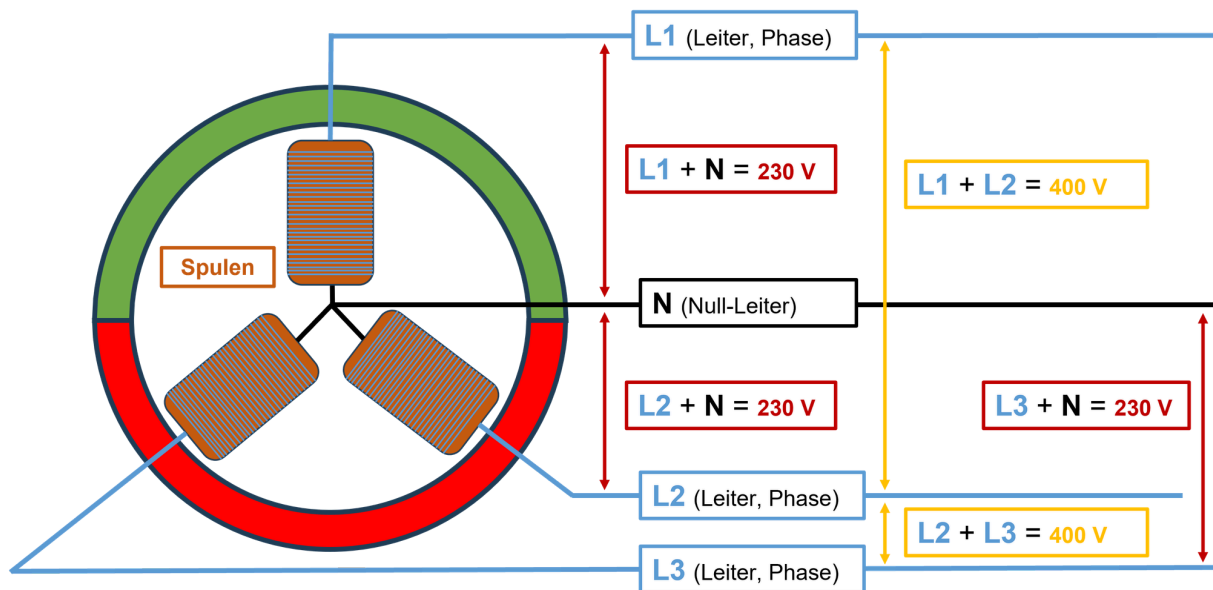 L1 (Leiter, Phase)
L1 + N = 230 V
L1 + L2 = 400 V
Spulen
N (Null-Leiter)
L2 + N = 230 V
L3 + N = 230 V
L2 (Leiter, Phase)
L2 + L3 = 400 V
L3 (Leiter, Phase)